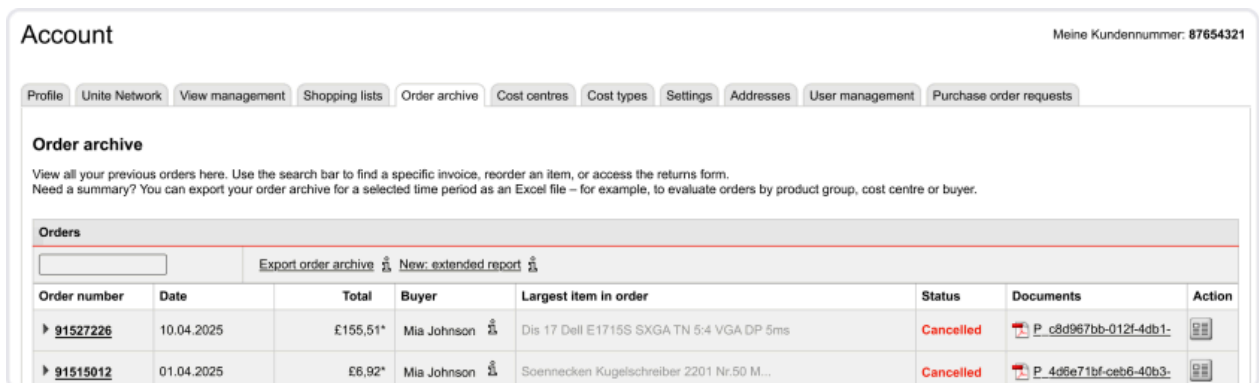 Account
Meine Kundennummer: 87654321
Profile Unite Network View management Shopping lists Order archive Cost centres Cost types Settings Addresses User management Purchase order requests
Order archive
View all your previous orders here. Use the search bar to find a specific invoice, reorder an item, or access the returns form.
Need a summary? You can export your order archive for a selected time period as an Excel file – for example, to evaluate orders by product group, cost centre or buyer.
Orders
Export order archive New: extended report
Order number Date Total Buyer Largest item in order Status Documents Action
91527226 10.04.2025 £155,51* Mia Johnson Dis 17 Dell E1715S SXGA TN 5:4 VGA DP 5ms Cancelled P_c8d967bb-012f-4db1-
91515012 01.04.2025 £6,92* Mia Johnson Soennecken Kugelschreiber 2201 Nr.50 M... Cancelled P_4d6e71bf-ceb6-40b3-